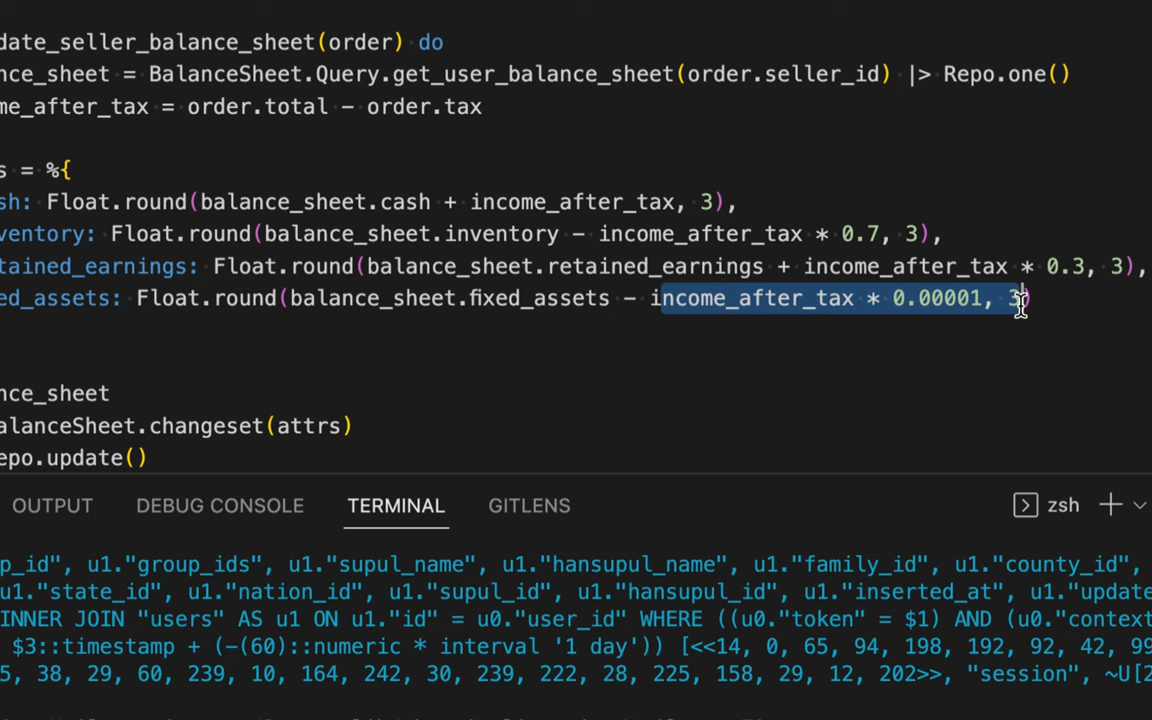 date_seller_balance_sheet(order) do
nce_sheet = BalanceSheet.Query.get_user_balance_sheet(order.seller_id) |> Repo.one()
me_after_tax = order.total - order.tax
s = %{
sh: Float.round(balance_sheet.cash + income_after_tax, 3),
ventory: Float.round(balance_sheet.inventory - income_after_tax * 0.7, 3),
tained_earnings: Float.round(balance_sheet.retained_earnings + income_after_tax * 0.3, 3),
ed_assets: Float.round(balance_sheet.fixed_assets - income_after_tax * 0.00001, 3)
nce_sheet
alanceSheet.changeset(attrs)
epo.update()
OUTPUT DEBUG CONSOLE TERMINAL GITLENS zsh
p_id", u1."group_ids", u1."supul_name", u1."hansupul_name", u1."family_id", u1."county_id",
u1."state_id", u1."nation_id", u1."supul_id", u1."hansupul_id", u1."inserted_at", u1."update
INNER JOIN "users" AS u1 ON u1."id" = u0."user_id" WHERE ((u0."token" = $1) AND (u0."context
$3::timestamp + (-(60)::numeric * interval '1 day')) [<<14, 0, 65, 94, 198, 192, 92, 42, 99
5, 38, 29, 60, 239, 10, 164, 242, 30, 239, 222, 28, 225, 158, 29, 12, 202>>, "session", ~U[2